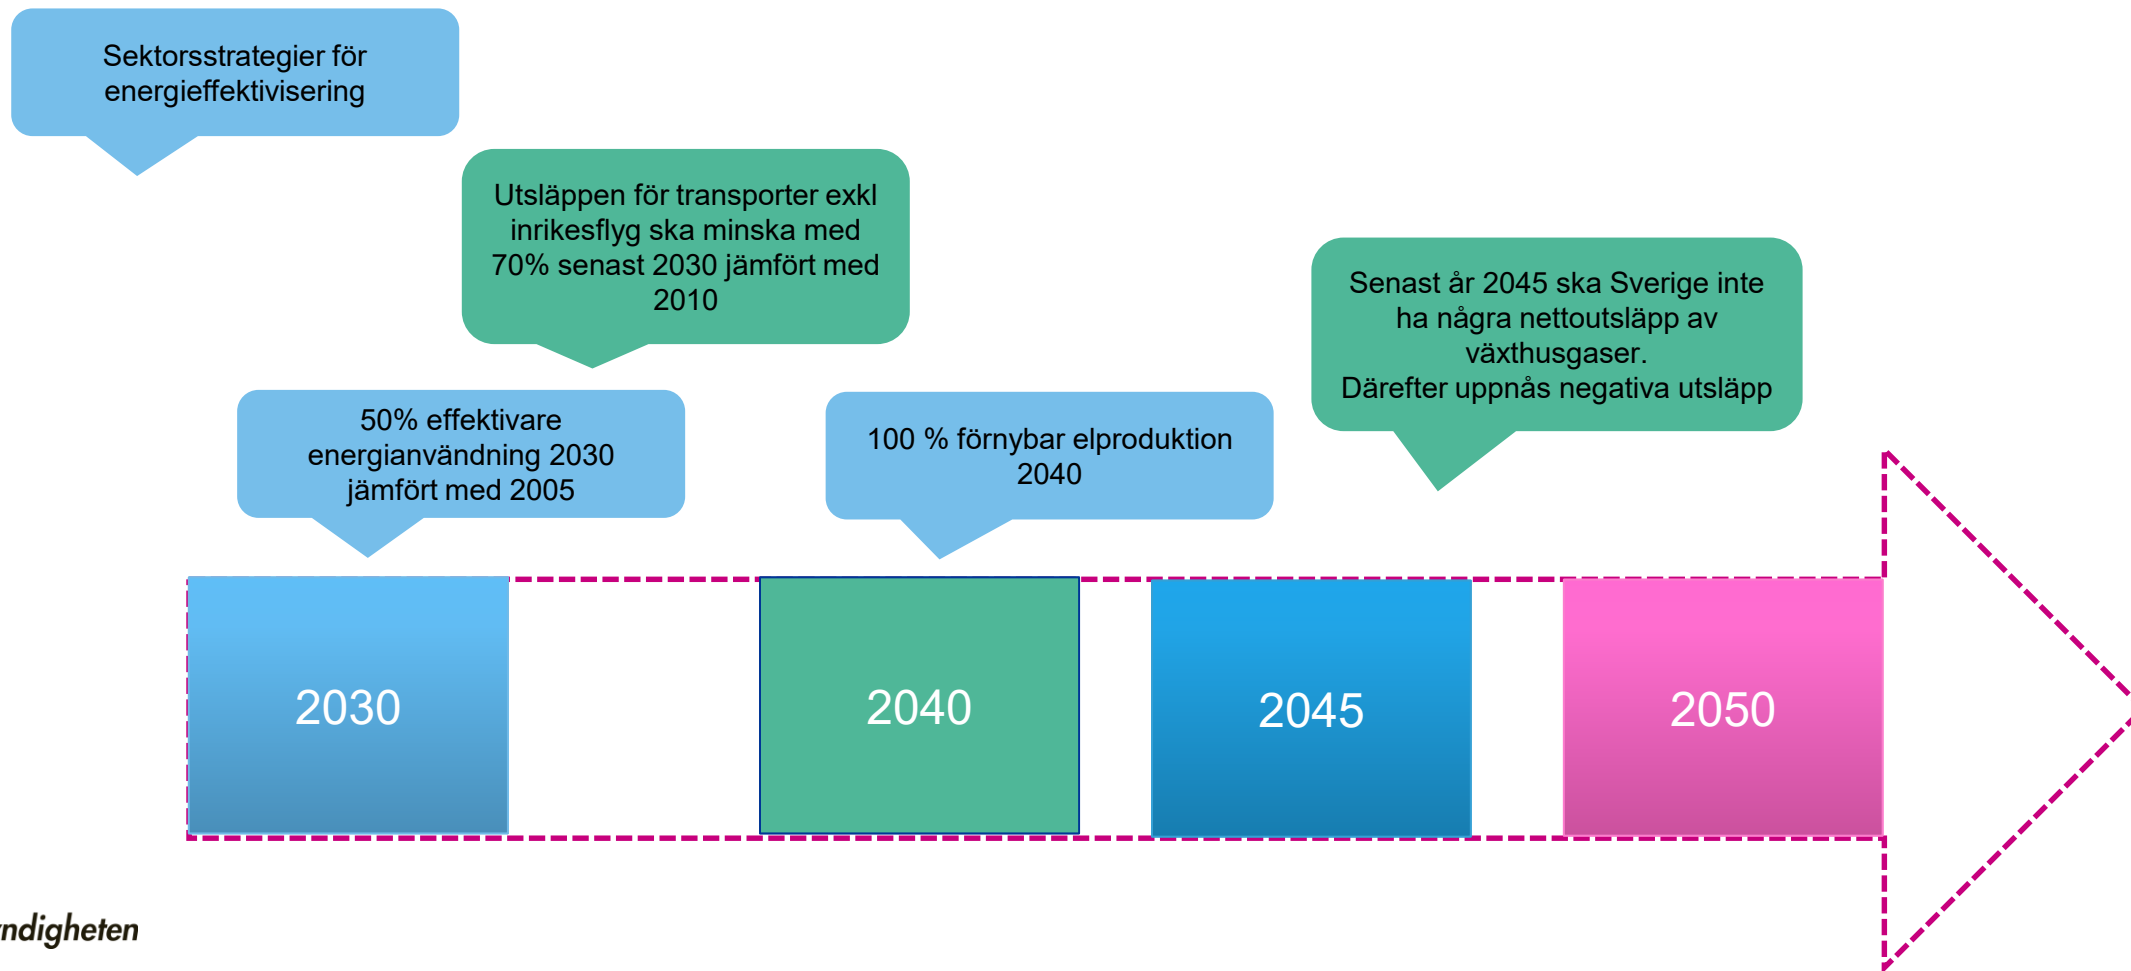 Sektorsstrategier för
energieffektivisering
Utsläppen för transporter exkl
inrikesflyg ska minska med
70% senast 2030 jämfört med
2010
Senast år 2045 ska Sverige inte
ha några nettoutsläpp av
växthusgaser.
Därefter uppnås negativa utsläpp
50% effektivare
energianvändning 2030
jämfört med 2005
100 % förnybar elproduktion
2040
2030
2040
2045
2050
ndigheten